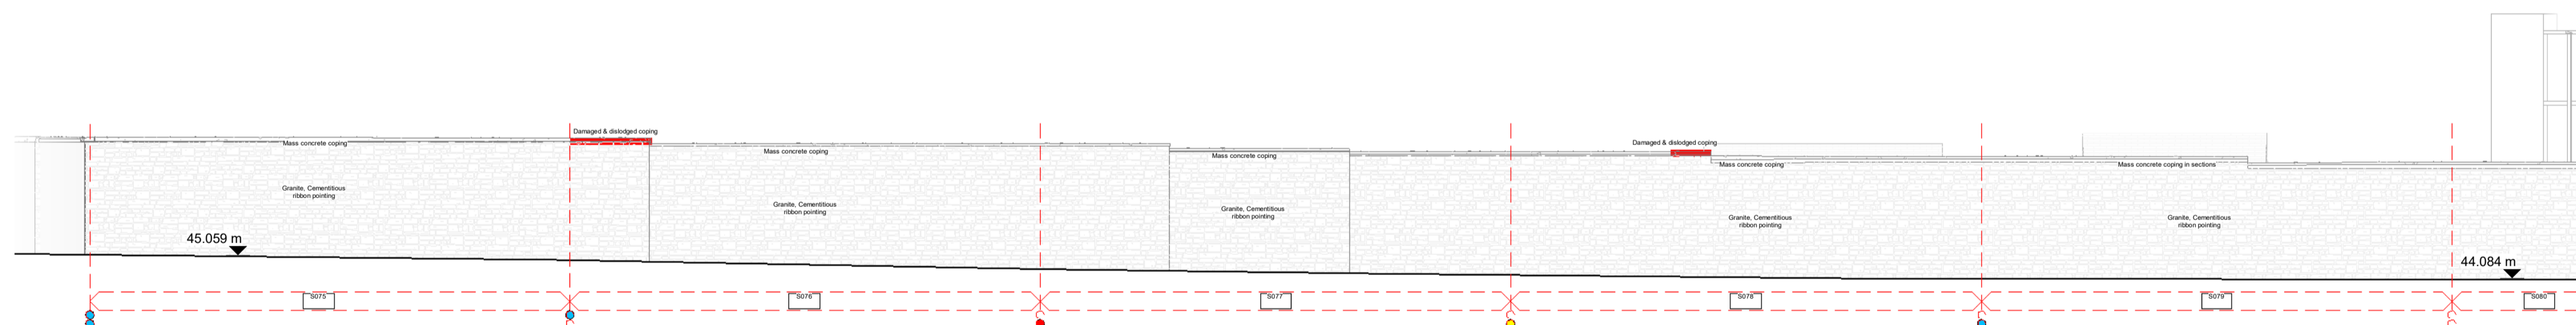 Damaged & dislodged coping
Mass concrete coping
Mass concrete coping
Mass concrete coping
Damaged & dislodged coping
Mass concrete coping
Mass concrete coping in sections
Granite, Cementitious
ribbon pointing
Granite, Cementitious
ribbon pointing
Granite, Cementitious
ribbon pointing
Granite, Cementitious
ribbon pointing
Granite, Cementitious
ribbon pointing
45.059 m
44.084 m
S075
S076
S077
S078
S079
S080